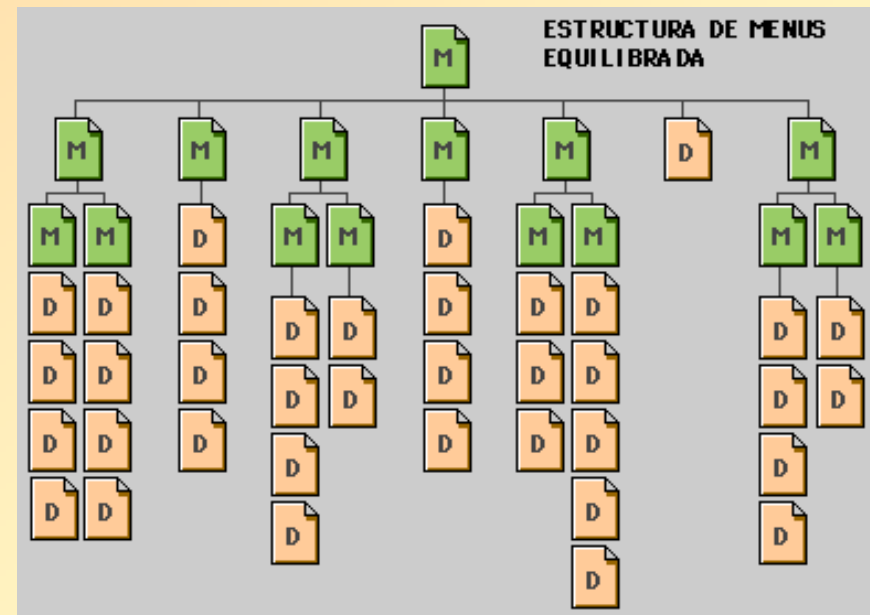 ESTRUCTURA DE MENUS
EQUILIBRADA
M
M M M M M D M
M M D M M D M M M M
D D D D D D
D D D D
D D D D D D
D D D D
D D D D D D
D D
D D D
D D
D